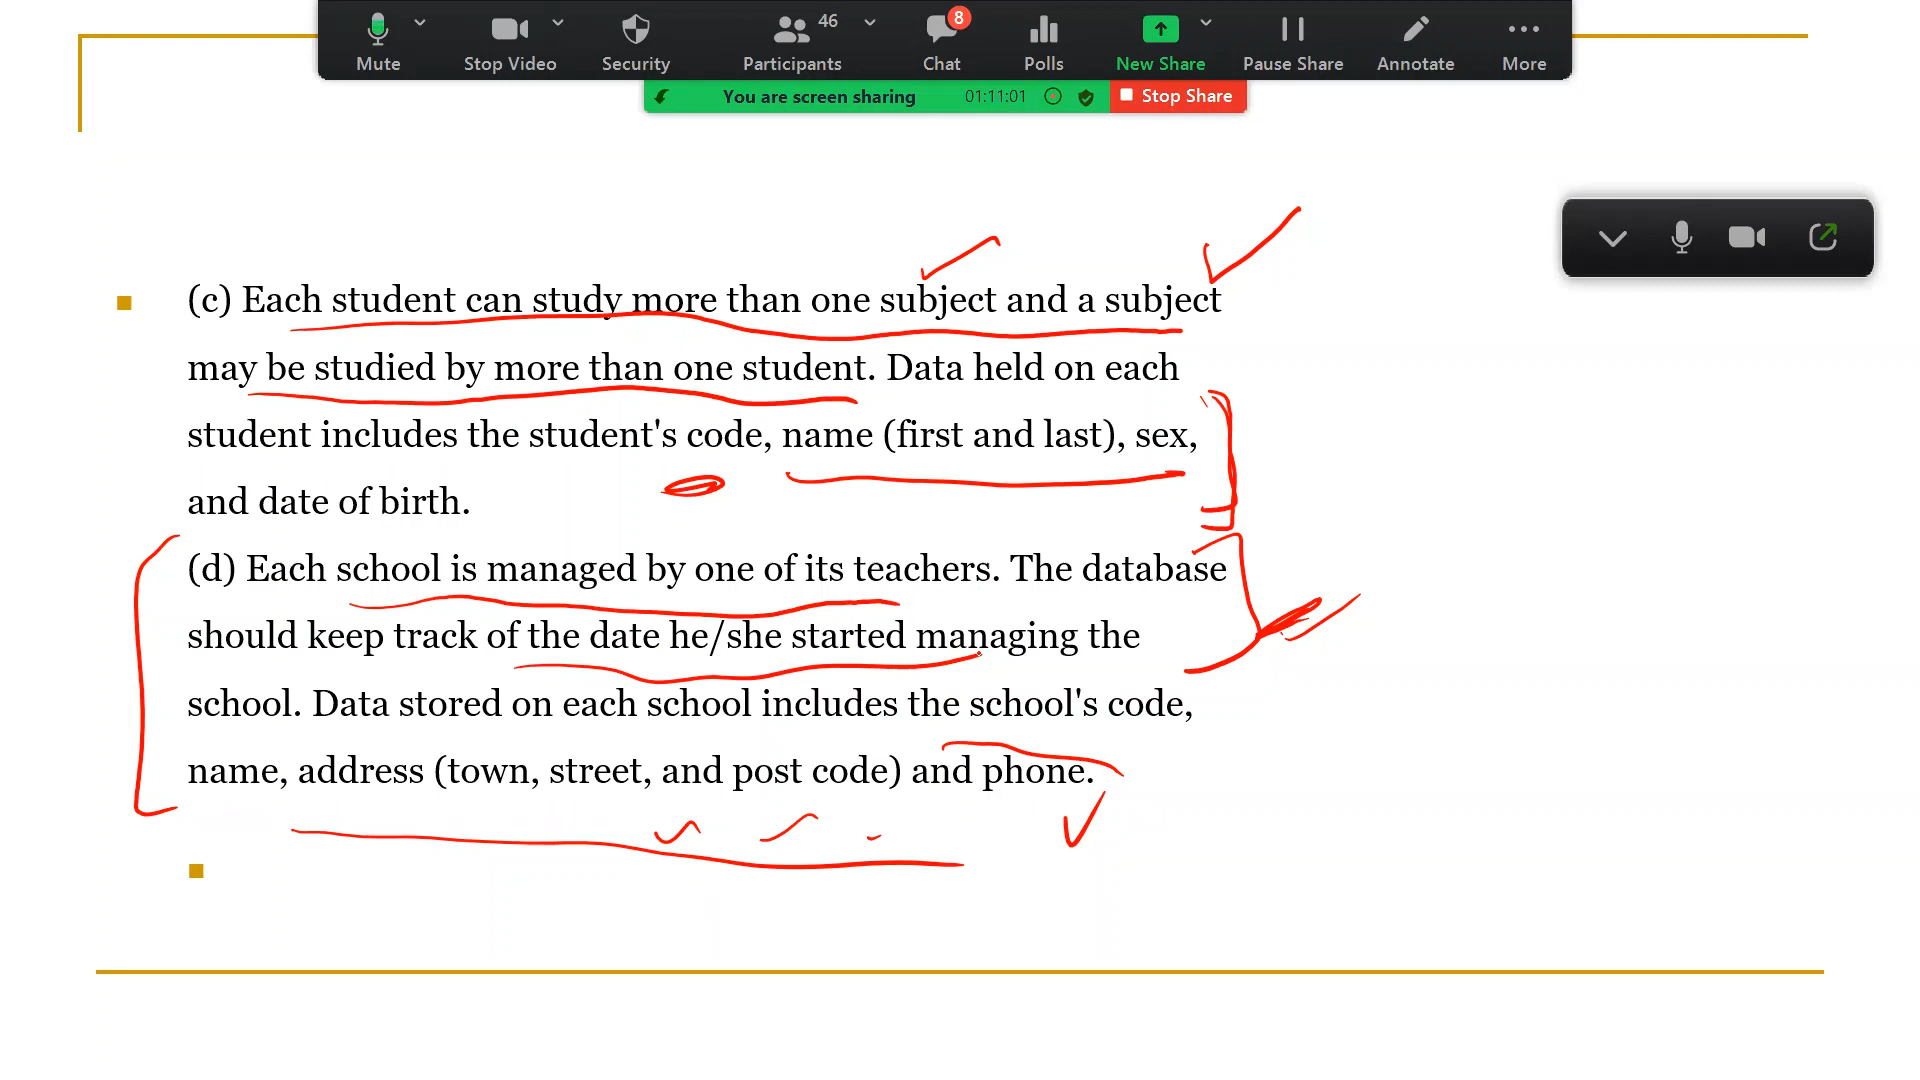 Mute
Stop Video
Security
Participants
46
Chat
8
Polls
New Share
Pause Share
Annotate
More
You are screen sharing
01:11:01
Stop Share
(c) Each student can study more than one subject and a subject
may be studied by more than one student. Data held on each
student includes the student's code, name (first and last), sex,
and date of birth.
(d) Each school is managed by one of its teachers. The database
should keep track of the date he/she started managing the
school. Data stored on each school includes the school's code,
name, address (town, street, and post code) and phone.